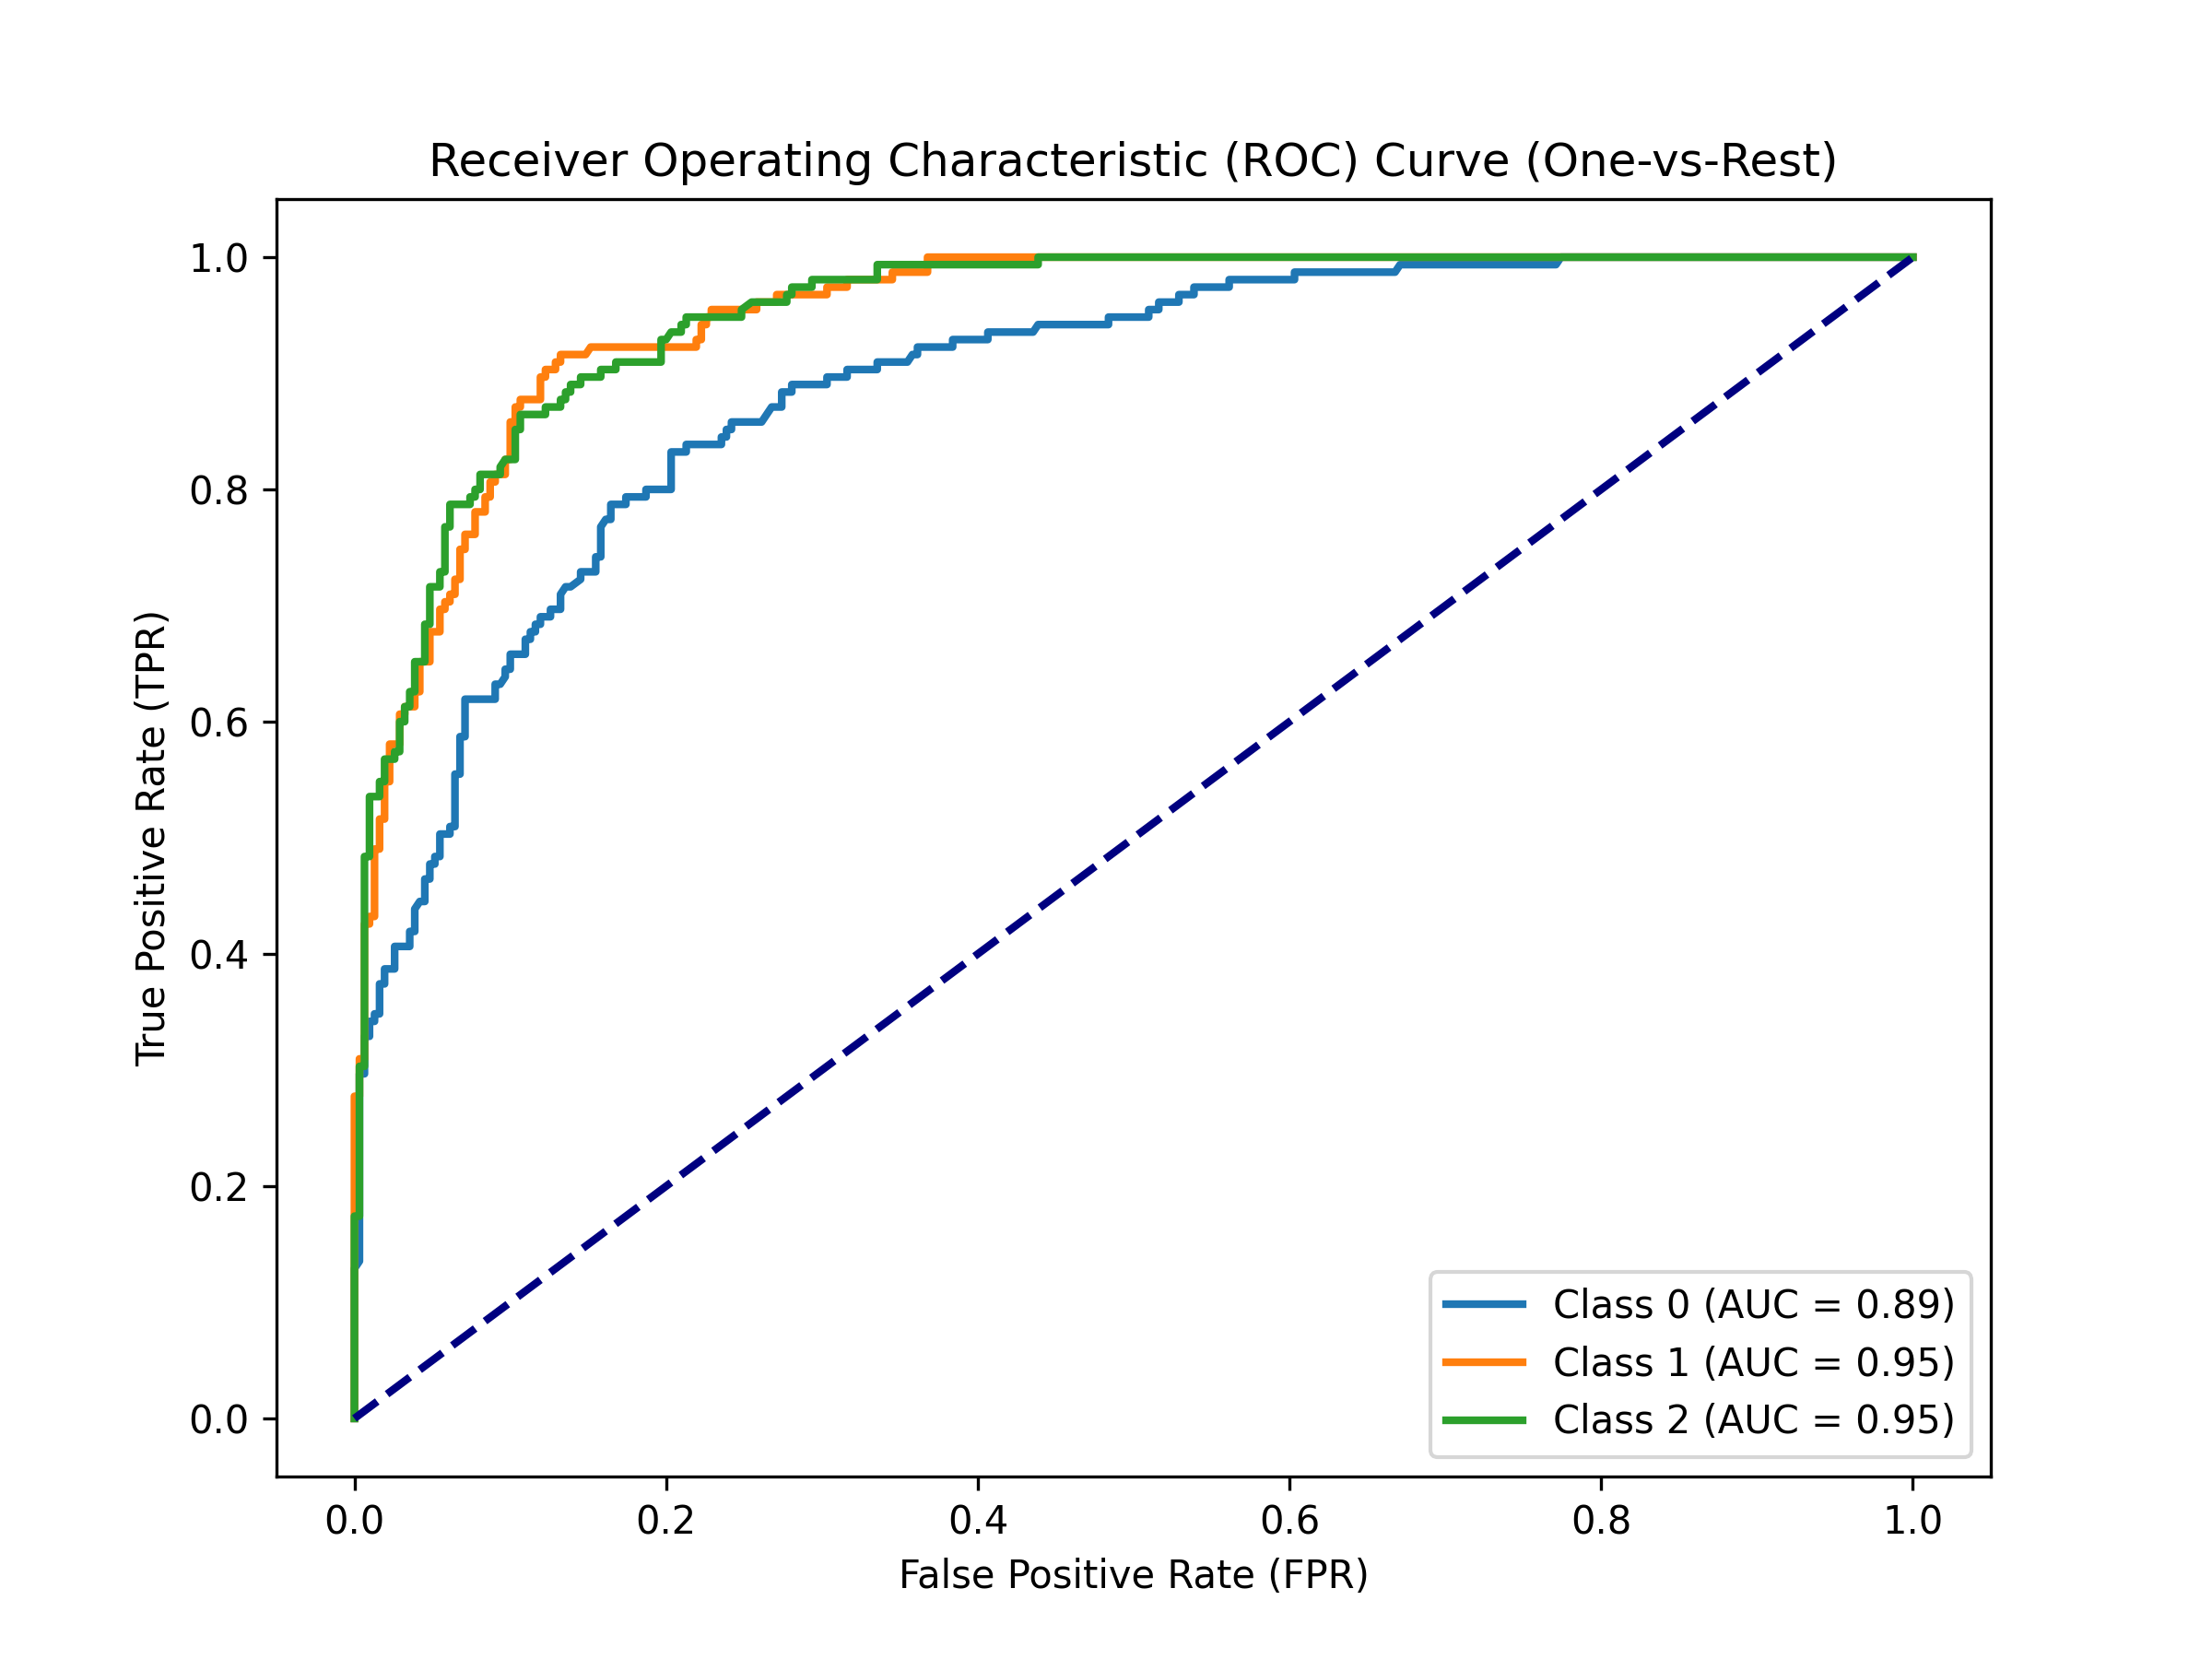 Receiver Operating Characteristic (ROC) Curve (One-vs-Rest)
1.0
0.8
0.6
0.4
0.2
0.0
True Positive Rate (TPR)
Class 0 (AUC = 0.89)
Class 1 (AUC = 0.95)
Class 2 (AUC = 0.95)
0.0 0.2 0.4 0.6 0.8 1.0
False Positive Rate (FPR)